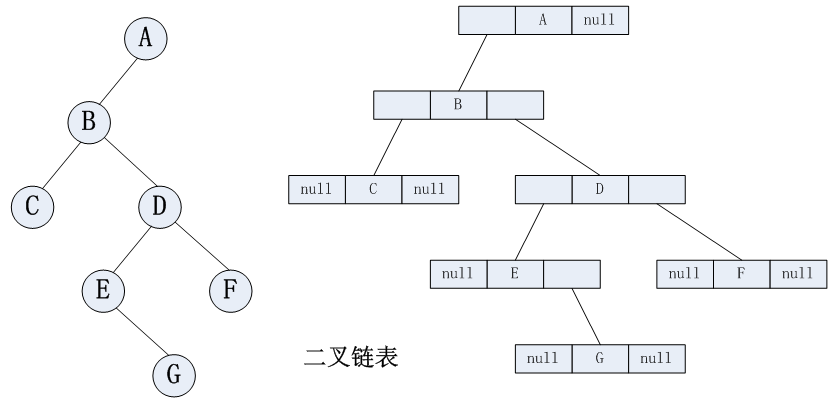 A
B
C
D
E
F
G
A null
B
null C null
D
null E
null F null
null G null
二叉链表